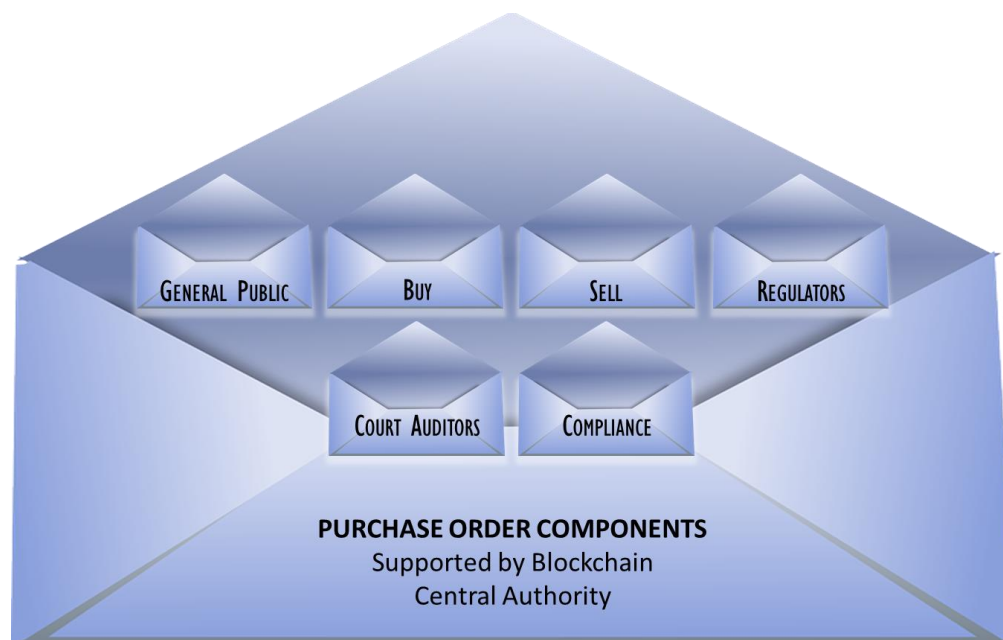 General Public
Buy
Sell
Regulators
Court Auditors
Compliance
PURCHASE ORDER COMPONENTS
Supported by Blockchain
Central Authority